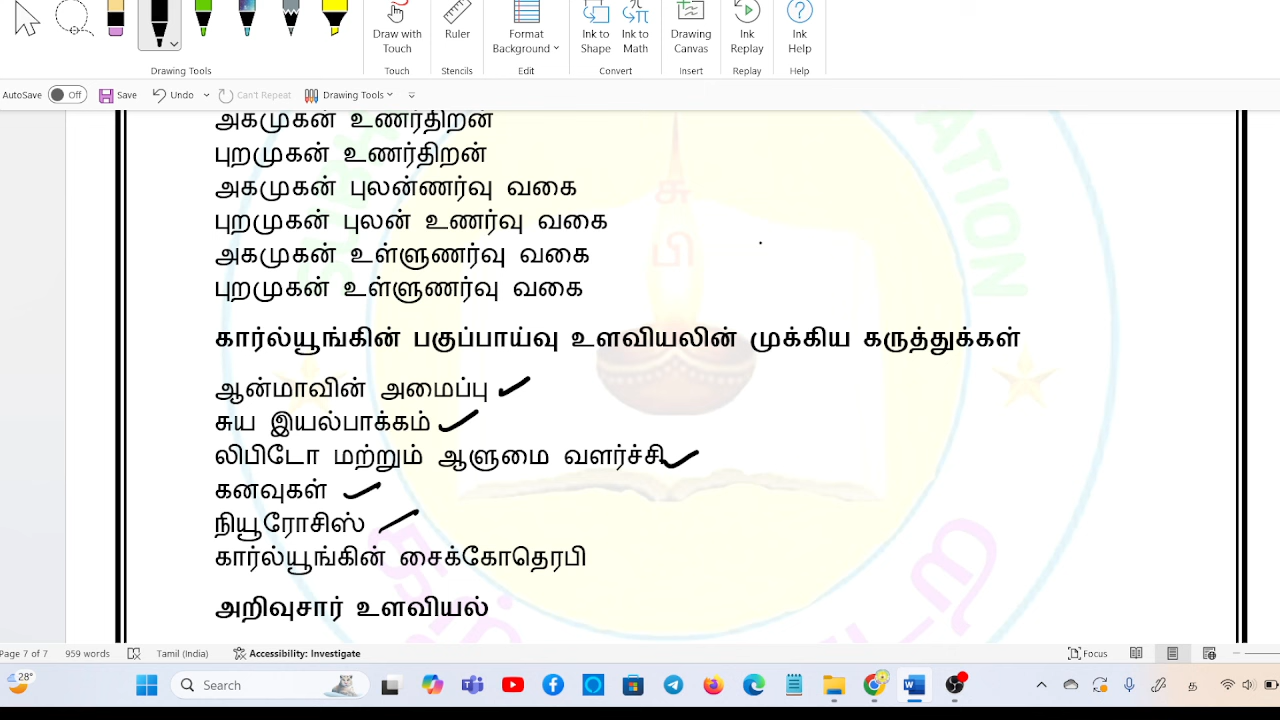 Draw with Touch
Ruler
Format Background
Ink to Shape
Ink to Math
Drawing Canvas
Ink Replay
Ink Help
Drawing Tools
Touch
Stencils
Edit
Convert
Insert
Replay
Help
AutoSave Off Save Undo Can't Repeat Drawing Tools
அகமுகன் உணர்திறன்
புறமுகன் உணர்திறன்
அகமுகன் புலன்ணர்வு வகை
புறமுகன் புலன் உணர்வு வகை
அகமுகன் உள்ளுணர்வு வகை
புறமுகன் உள்ளுணர்வு வகை
கார்ல்யூங்கின் பகுப்பாய்வு உளவியலின் முக்கிய கருத்துக்கள்
ஆன்மாவின் அமைப்பு
சுய இயல்பாக்கம்
லிபிடோ மற்றும் ஆளுமை வளர்ச்சி
கனவுகள்
நியூரோசிஸ்
கார்ல்யூங்கின் சைக்கோதெரபி
அறிவுசார் உளவியல்
சு
பி
ATION
Page 7 of 7 959 words Tamil (India) Accessibility: Investigate Focus
28°
Search